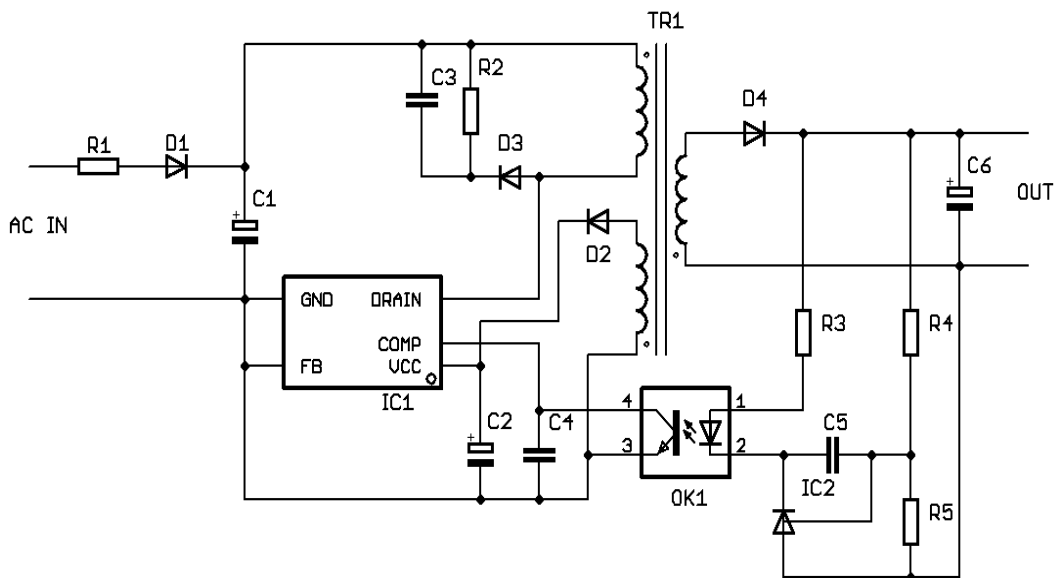 TR1
C3
R2
D4
R1
D1
D3
C6
C1
OUT
AC IN
D2
GND
DRAIN
R3
R4
COMP
FB
VCC
IC1
4
1
C2
C4
C5
3
2
IC2
OK1
R5
+
+
+